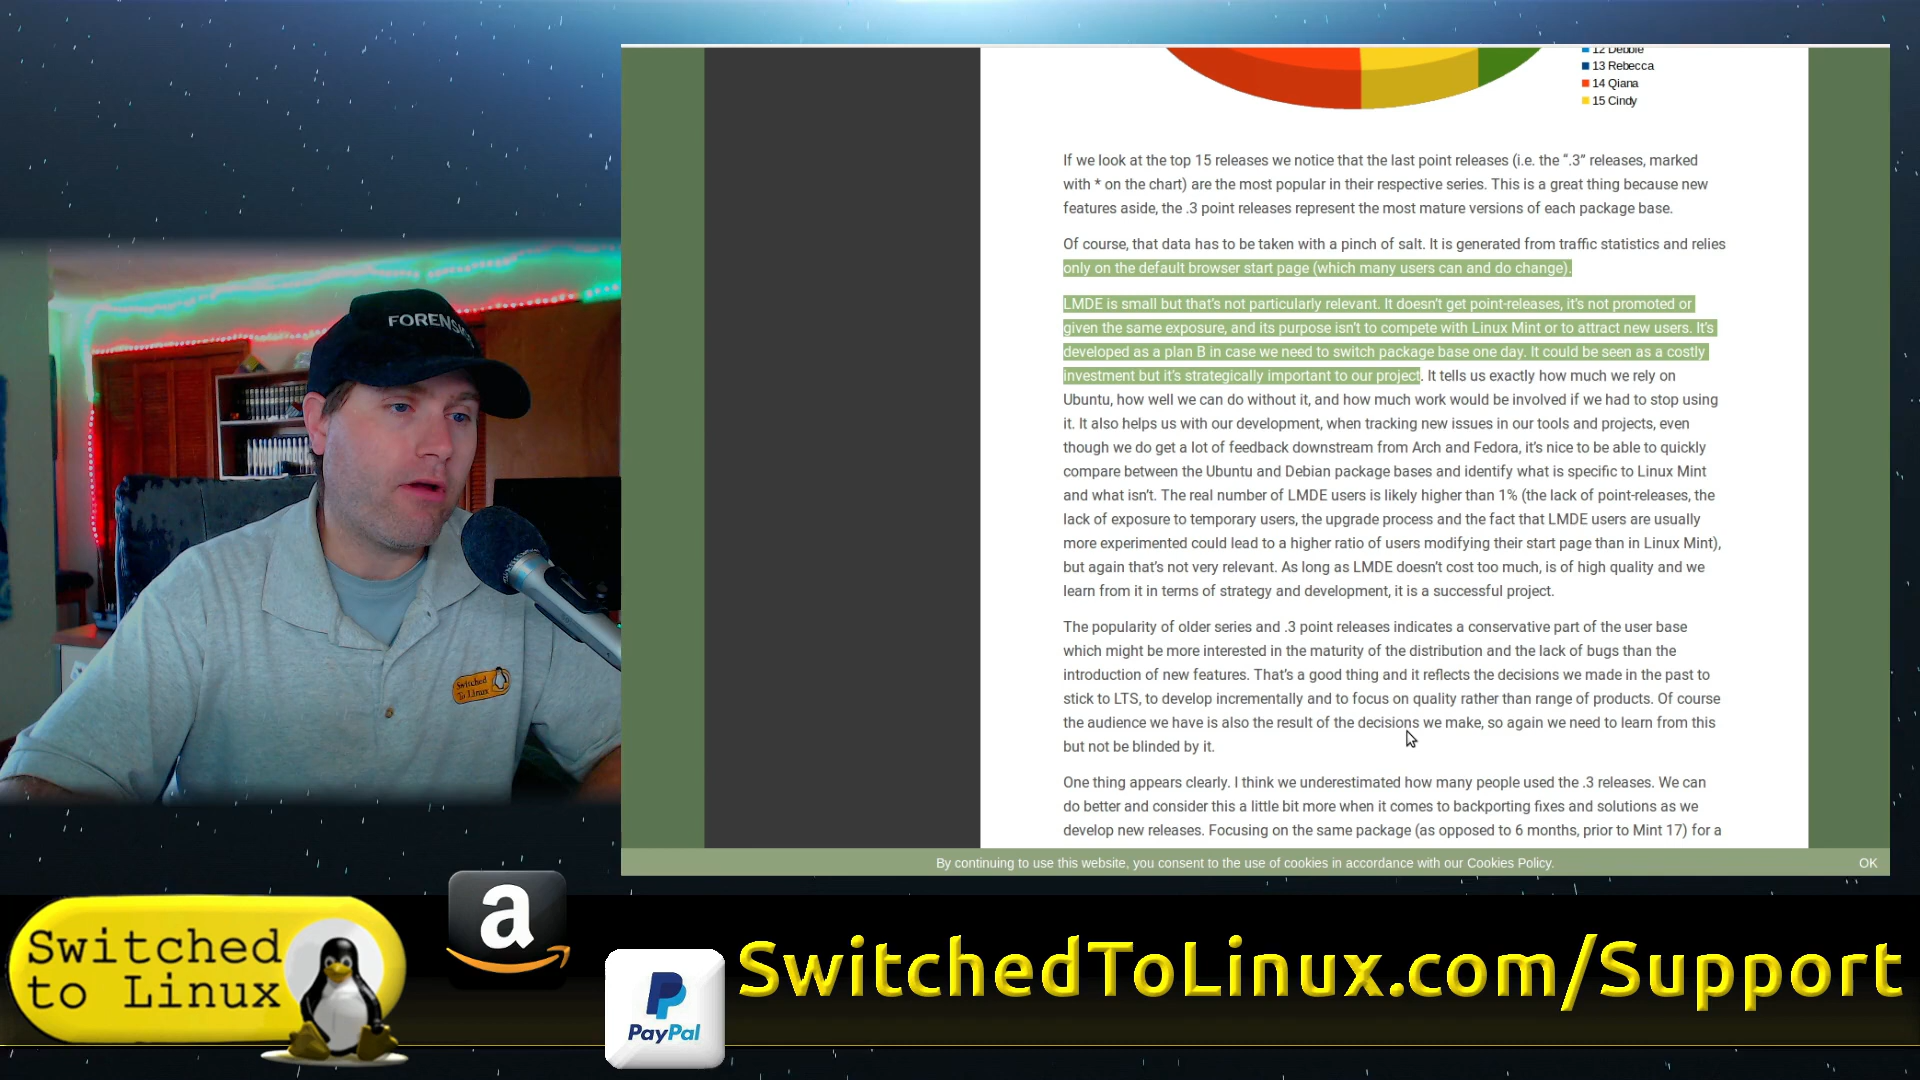 12 Debbie
13 Rebecca
14 Qiana
15 Cindy
If we look at the top 15 releases we notice that the last point releases (i.e. the “.3” releases, marked
with * on the chart) are the most popular in their respective series. This is a great thing because new
features aside, the .3 point releases represent the most mature versions of each package base.
Of course, that data has to be taken with a pinch of salt. It is generated from traffic statistics and relies
only on the default browser start page (which many users can and do change).
LMDE is small but that’s not particularly relevant. It doesn’t get point-releases, it’s not promoted or
given the same exposure, and its purpose isn’t to compete with Linux Mint or to attract new users. It’s
developed as a plan B in case we need to switch package base one day. It could be seen as a costly
investment but it’s strategically important to our project. It tells us exactly how much we rely on
Ubuntu, how well we can do without it, and how much work would be involved if we had to stop using
it. It also helps us with our development, when tracking new issues in our tools and projects, even
though we do get a lot of feedback downstream from Arch and Fedora, it’s nice to be able to quickly
compare between the Ubuntu and Debian package bases and identify what is specific to Linux Mint
and what isn’t. The real number of LMDE users is likely higher than 1% (the lack of point-releases, the
lack of exposure to temporary users, the upgrade process and the fact that LMDE users are usually
more experimented could lead to a higher ratio of users modifying their start page than in Linux Mint),
but again that’s not very relevant. As long as LMDE doesn’t cost too much, is of high quality and we
learn from it in terms of strategy and development, it is a successful project.
The popularity of older series and .3 point releases indicates a conservative part of the user base
which might be more interested in the maturity of the distribution and the lack of bugs than the
introduction of new features. That’s a good thing and it reflects the decisions we made in the past to
stick to LTS, to develop incrementally and to focus on quality rather than range of products. Of course
the audience we have is also the result of the decisions we make, so again we need to learn from this
but not be blinded by it.
One thing appears clearly. I think we underestimated how many people used the .3 releases. We can
do better and consider this a little bit more when it comes to backporting fixes and solutions as we
develop new releases. Focusing on the same package (as opposed to 6 months, prior to Mint 17) for a
By continuing to use this website, you consent to the use of cookies in accordance with our Cookies Policy.
OK
Switched
To Linux
Switched
to Linux
a
PayPal
SwitchedToLinux.com/Support